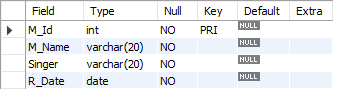 Field Type Null Key Default Extra
M_Id int NO PRI NULL
M_Name varchar(20) NO NULL
Singer varchar(20) NO NULL
R_Date date NO NULL